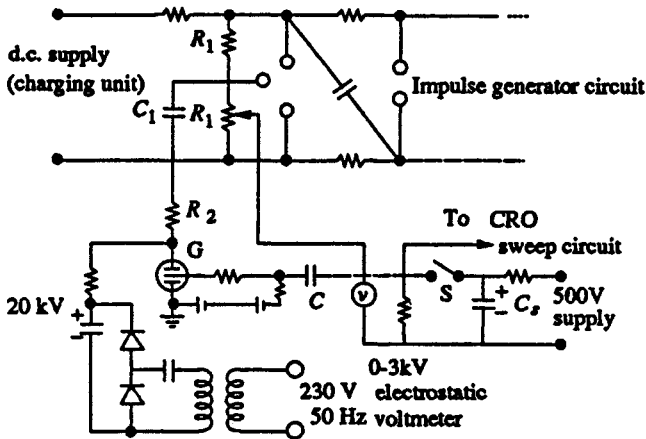 R1
d.c. supply
(charging unit)
C1
R1
Impulse generator circuit
R2
G
To CRO
sweep circuit
20 kV
+
-
C
v
S
+
-
Cs
500V
supply
0-3kV
electrostatic
voltmeter
230 V
50 Hz